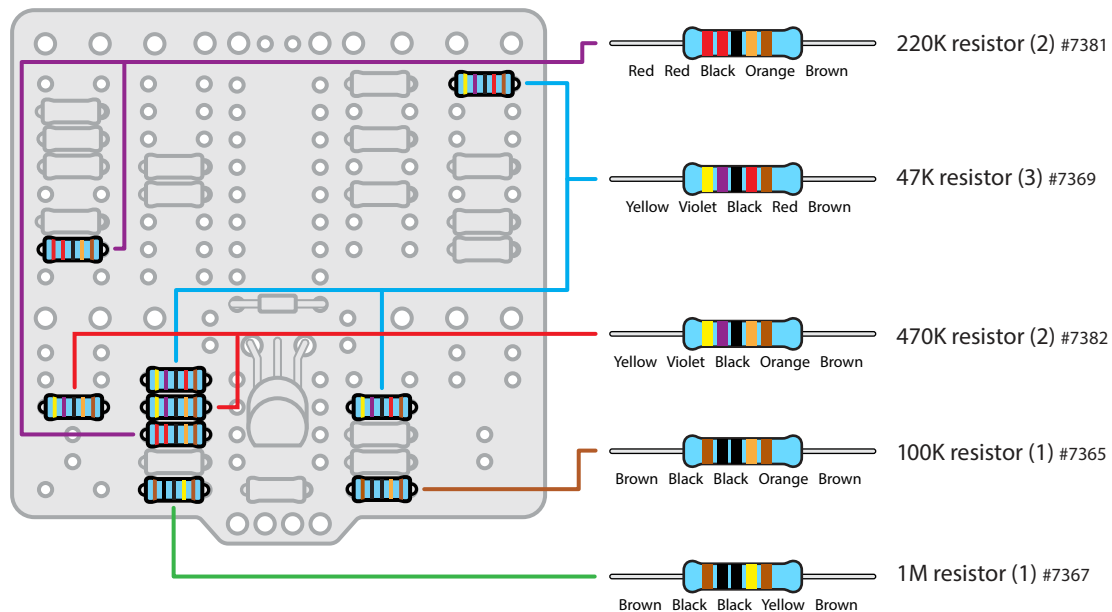 220K resistor (2) #7381
Red Red Black Orange Brown
47K resistor (3) #7369
Yellow Violet Black Red Brown
470K resistor (2) #7382
Yellow Violet Black Orange Brown
100K resistor (1) #7365
Brown Black Black Orange Brown
1M resistor (1) #7367
Brown Black Black Yellow Brown